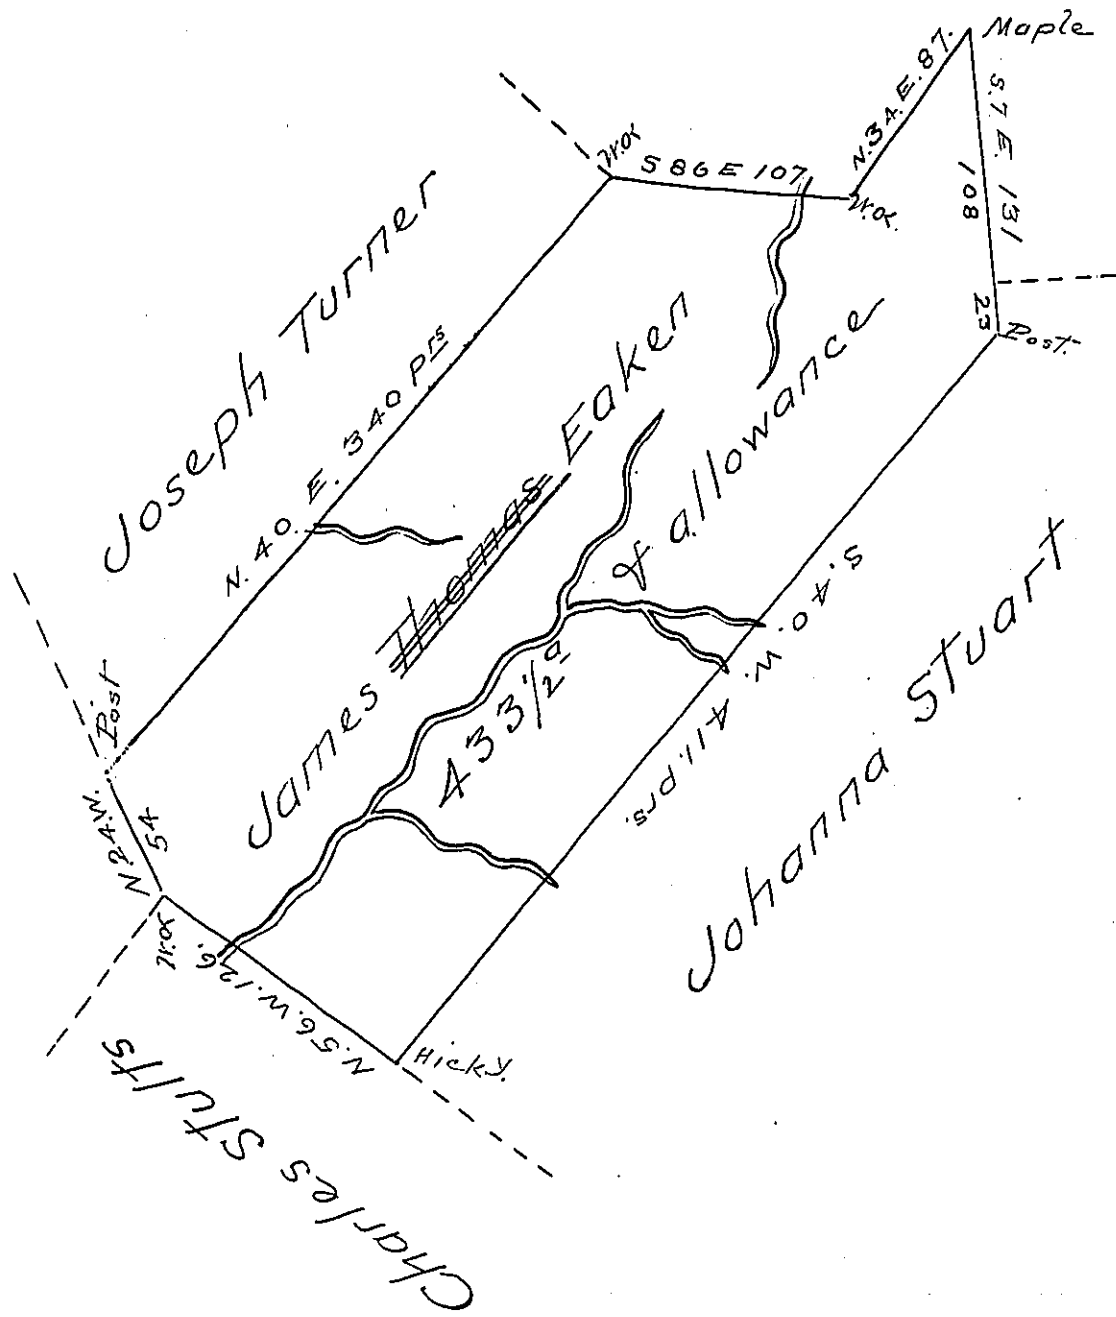 Maple
N.34.E.87.
S.7 E. 131
108
23
Post.
W.o.
S 86 E 107
W.o.
Joseph Turner
N. 40. E. 340 Prs
James Thomas Eaken
433 1/2 a & allowance
S. 40. W. 411. prs.
Johanna Stuart
Post
N.24.W.
54
W.o.
N.56.W.126.
Hicky.
Charles Stults